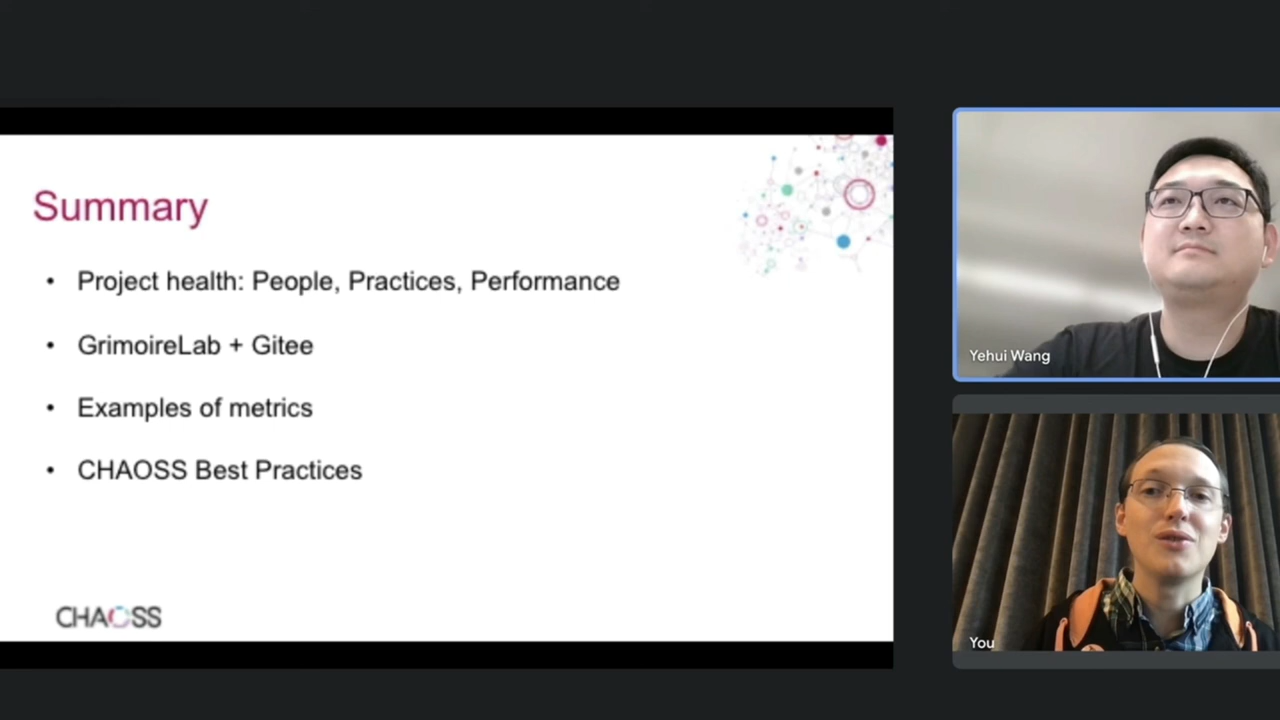 Summary
• Project health: People, Practices, Performance
• GrimoireLab + Gitee
• Examples of metrics
• CHAOSS Best Practices
CHAOSS
Yehui Wang
You